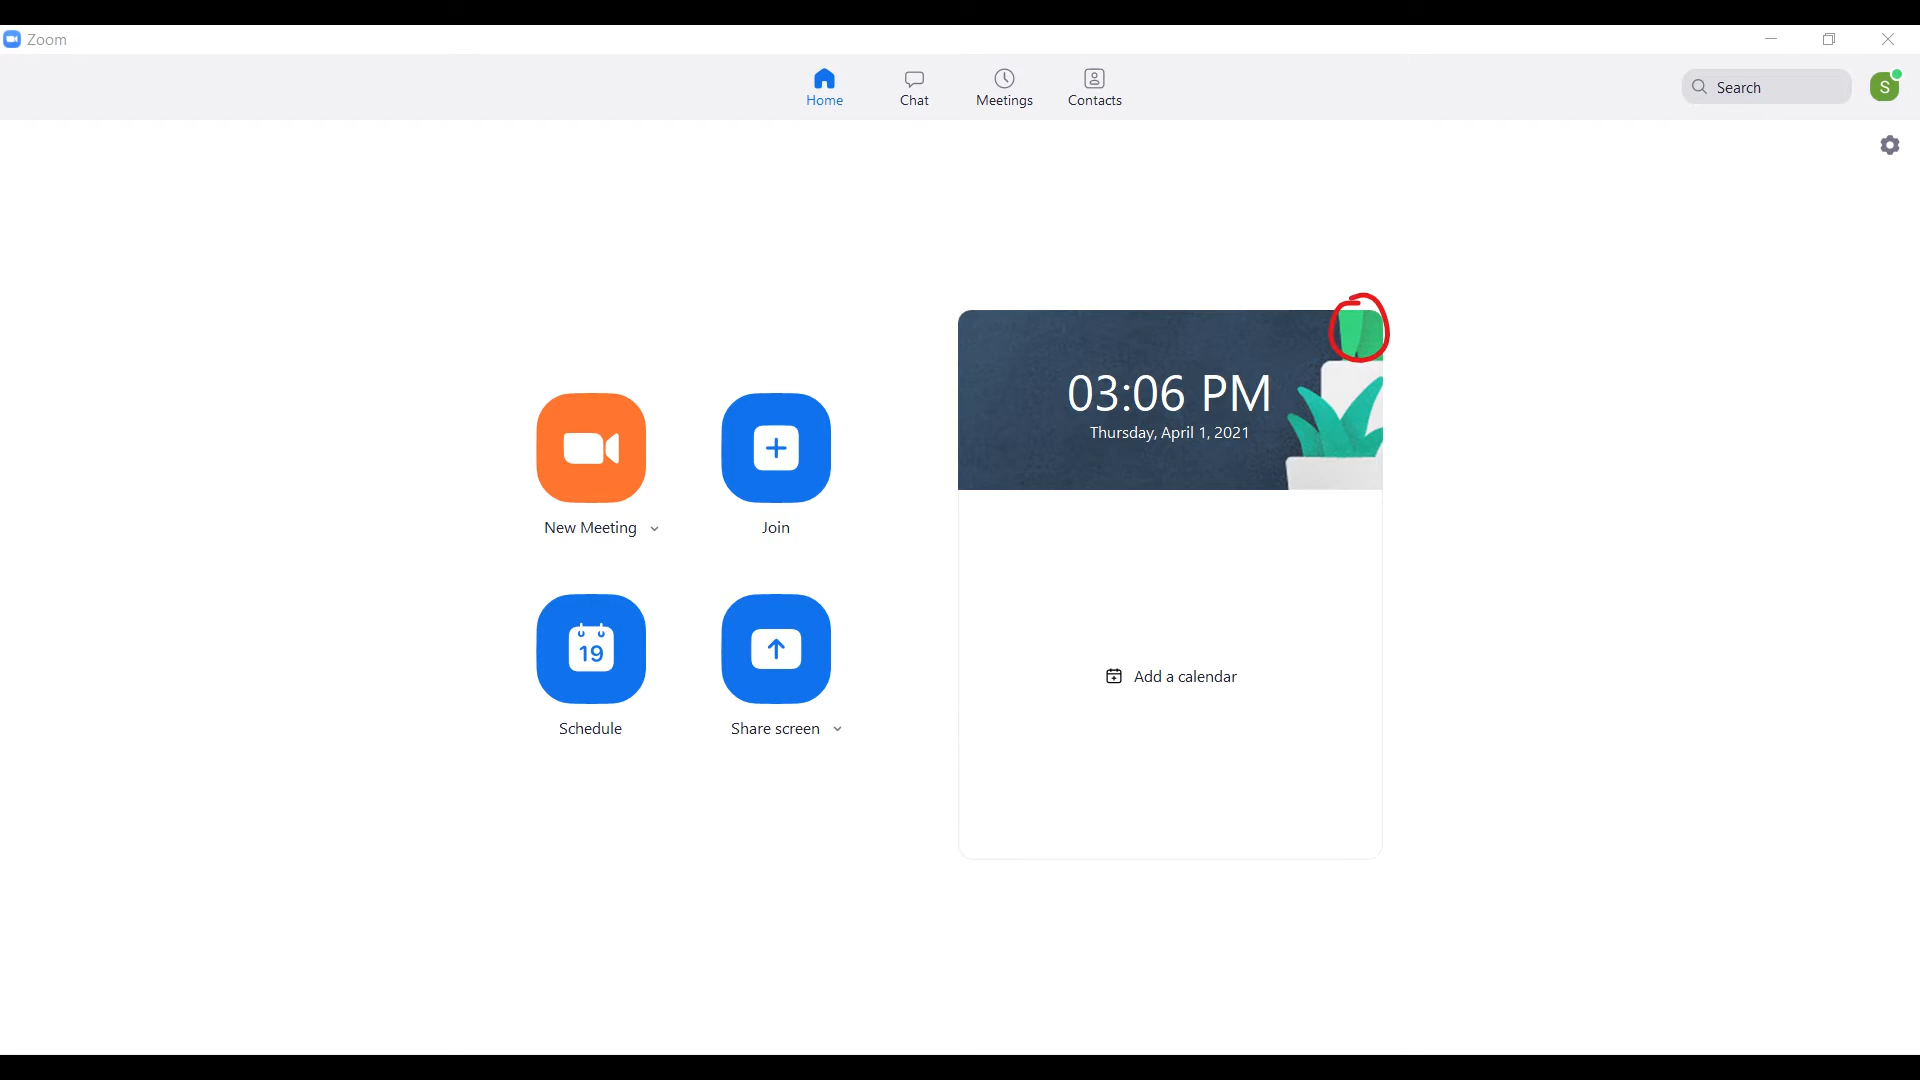 Zoom
Home
Chat
Meetings
Contacts
Search
S
03:06 PM
Thursday, April 1, 2021
New Meeting
Join
19
Schedule
Share screen
Add a calendar